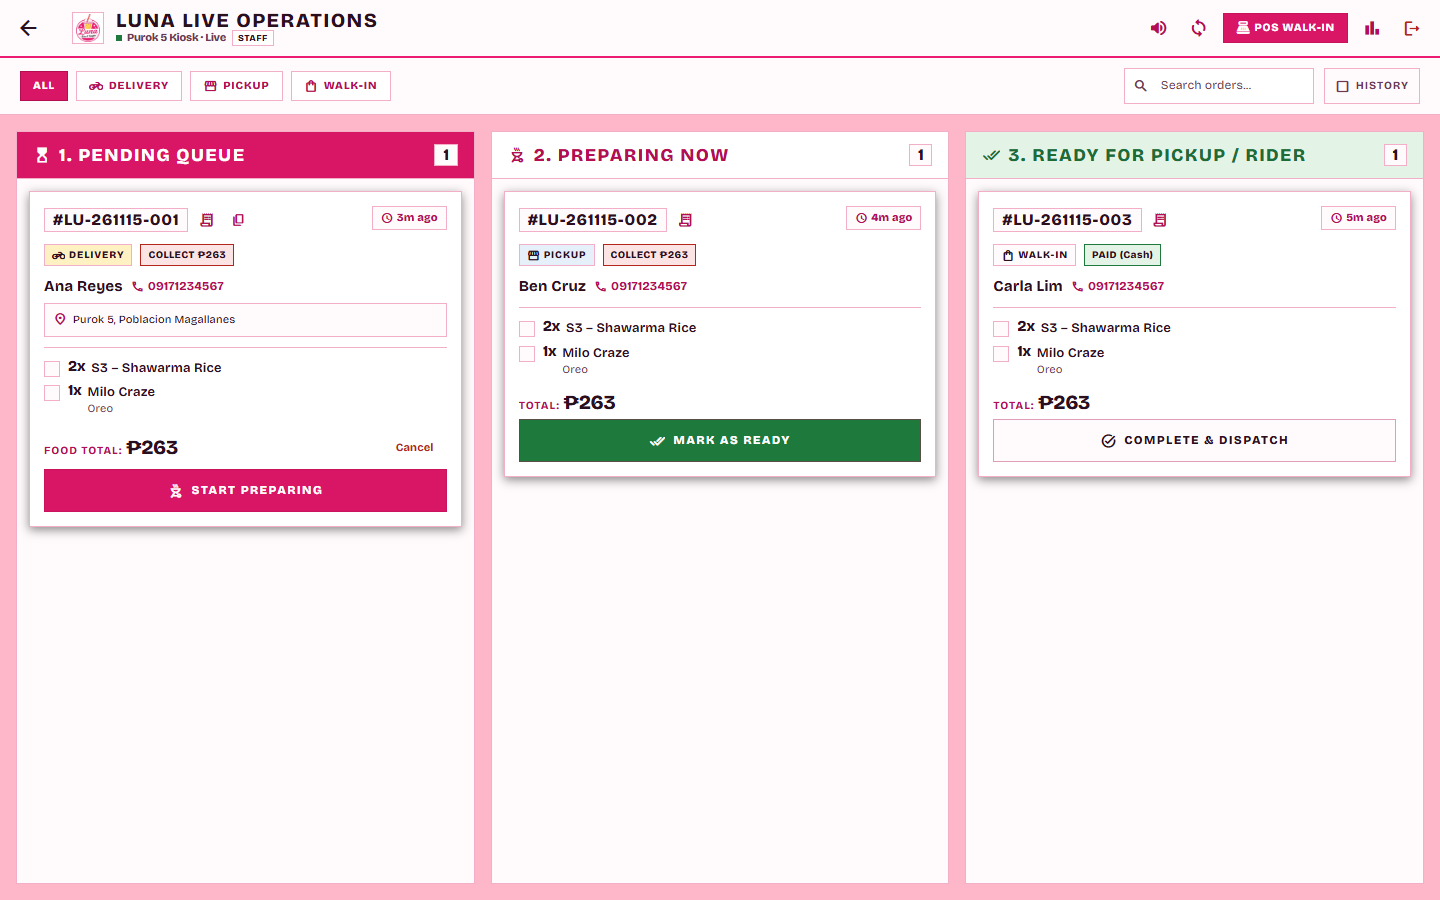 LUNA LIVE OPERATIONS
Purok 5 Kiosk · Live STAFF
POS WALK-IN
ALL DELIVERY PICKUP WALK-IN
Search orders... HISTORY
1. PENDING QUEUE 1
#LU-261115-001 3m ago
DELIVERY COLLECT ₱263
Ana Reyes 09171234567
Purok 5, Poblacion Magallanes
2x S3 – Shawarma Rice
1x Milo Craze
Oreo
FOOD TOTAL: ₱263 Cancel
START PREPARING
2. PREPARING NOW 1
#LU-261115-002 4m ago
PICKUP COLLECT ₱263
Ben Cruz 09171234567
2x S3 – Shawarma Rice
1x Milo Craze
Oreo
TOTAL: ₱263
MARK AS READY
3. READY FOR PICKUP / RIDER 1
#LU-261115-003 5m ago
WALK-IN PAID (Cash)
Carla Lim 09171234567
2x S3 – Shawarma Rice
1x Milo Craze
Oreo
TOTAL: ₱263
COMPLETE & DISPATCH